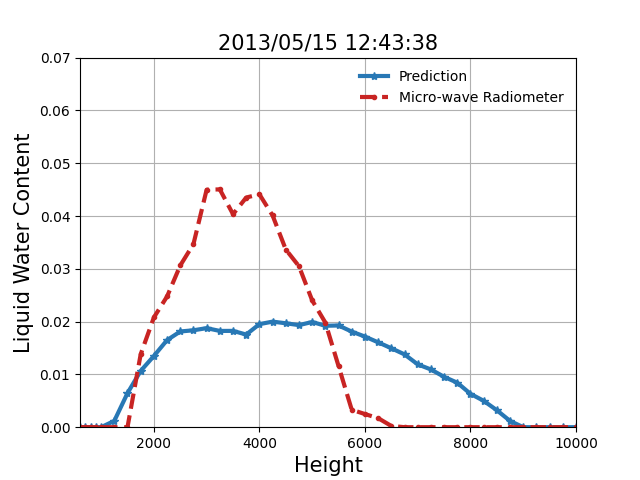 2013/05/15 12:43:38
Prediction
Micro-wave Radiometer
Liquid Water Content
0.07
0.06
0.05
0.04
0.03
0.02
0.01
0.00
2000 4000 6000 8000 10000
Height